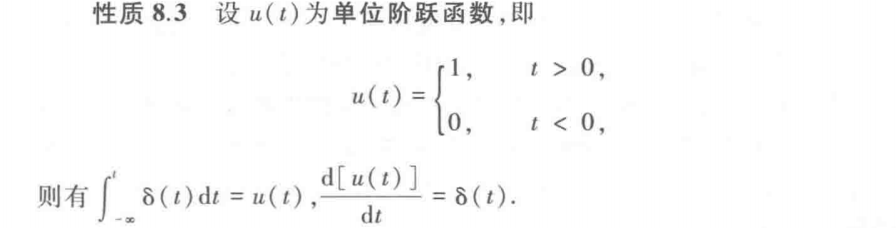 性质 8.3 设 u(t)为单位阶跃函数,即
u(t) = {1, t > 0,
0, t < 0,
则有 ∫_{-∞}^{t} δ(t)dt = u(t), d[u(t)]/dt = δ(t).